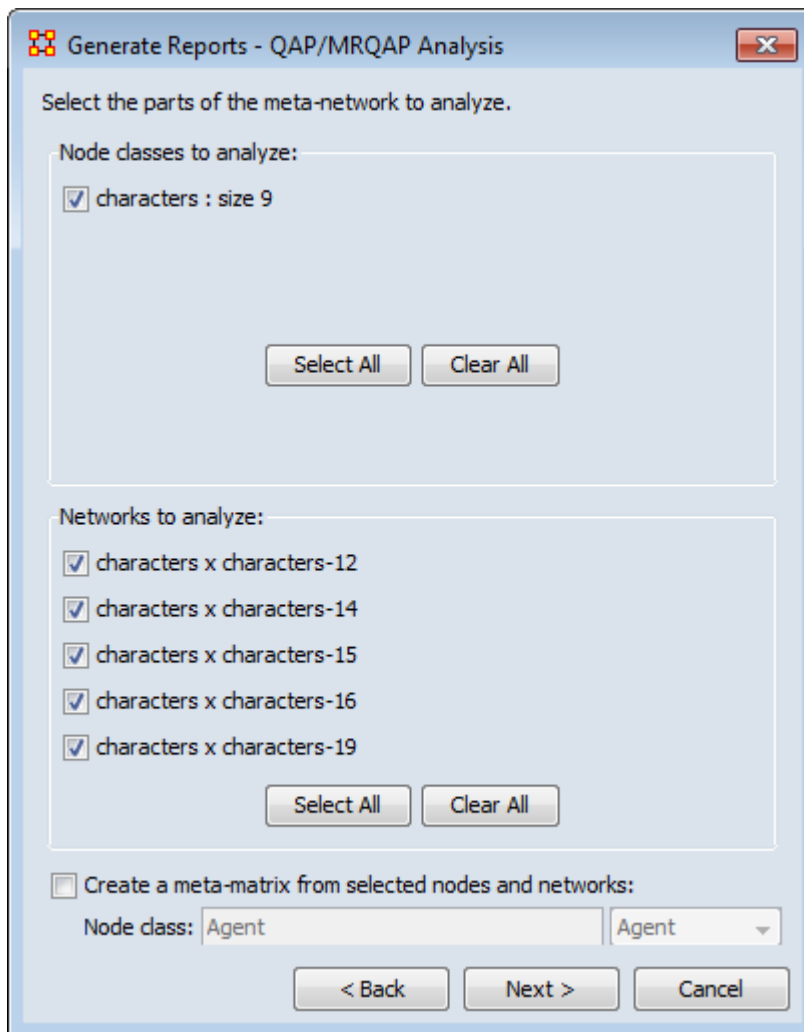 Generate Reports - QAP/MRQAP Analysis
Select the parts of the meta-network to analyze.
Node classes to analyze:
characters : size 9
Select All Clear All
Networks to analyze:
characters x characters-12
characters x characters-14
characters x characters-15
characters x characters-16
characters x characters-19
Select All Clear All
Create a meta-matrix from selected nodes and networks:
Node class: Agent Agent
< Back Next > Cancel